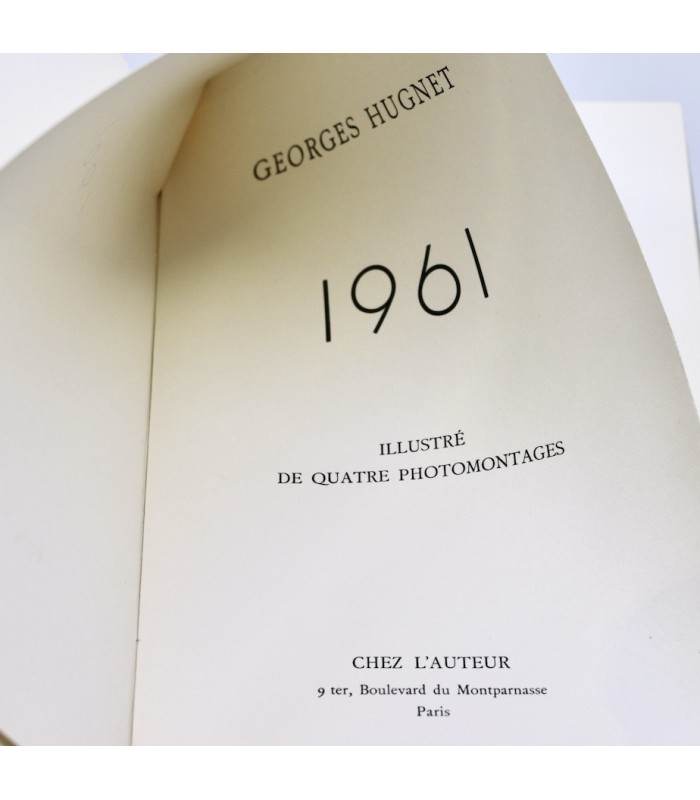 GEORGES HUGNET
1961
ILLUSTRÉ
DE QUATRE PHOTOMONTAGES
CHEZ L'AUTEUR
9 ter, Boulevard du Montparnasse
Paris